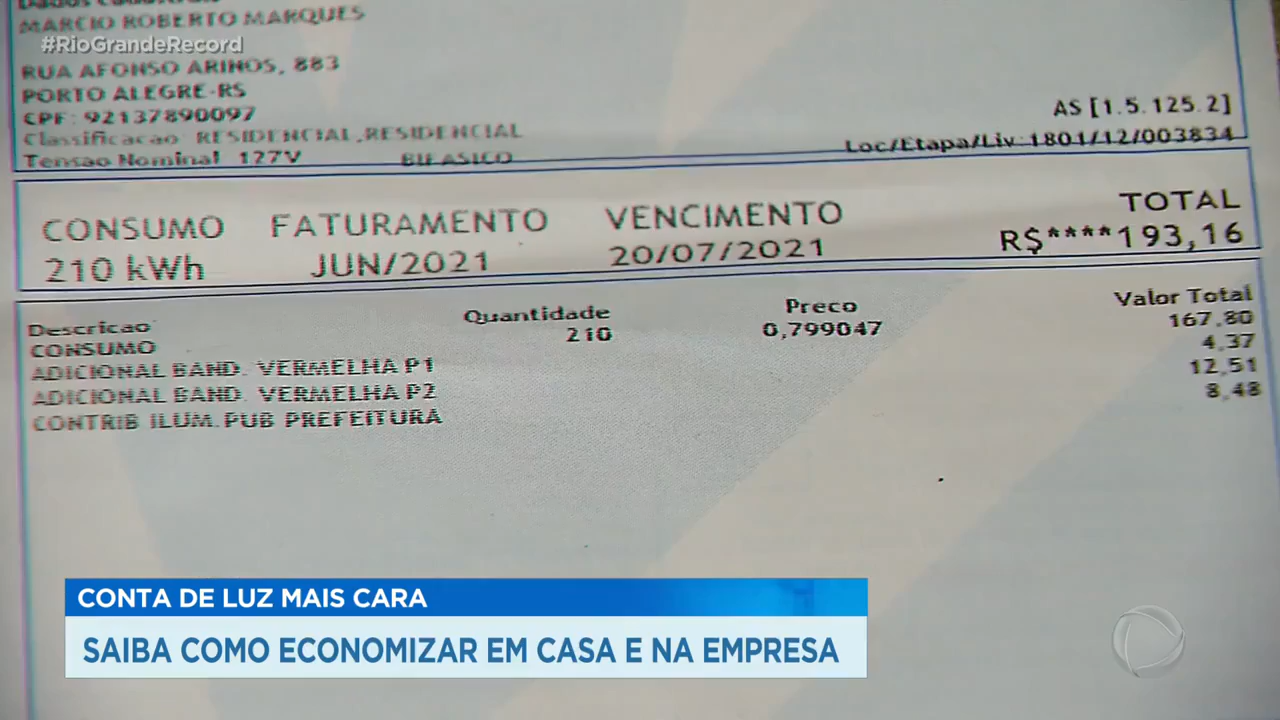 Dados Cadastrais
MARCIO ROBERTO MARQUES
#RioGrandeRecord
RUA AFONSO ARINOS, 883
PORTO ALEGRE-RS
CPF: 92137890097
Classificacao RESIDENCIAL,RESIDENCIAL
Tensao Nominal 127V BIFASICO
AS [1.5.125.2]
Loc/Etapa/Liv:1801/12/003834
CONSUMO FATURAMENTO VENCIMENTO TOTAL
210 kWh JUN/2021 20/07/2021 R$****193,16
Descricao Quantidade Preco Valor Total
CONSUMO 210 0,799047 167,80
ADICIONAL BAND. VERMELHA P1 4,37
ADICIONAL BAND. VERMELHA P2 12,51
CONTRIB ILUM.PUB PREFEITURA 8,48
CONTA DE LUZ MAIS CARA
SAIBA COMO ECONOMIZAR EM CASA E NA EMPRESA